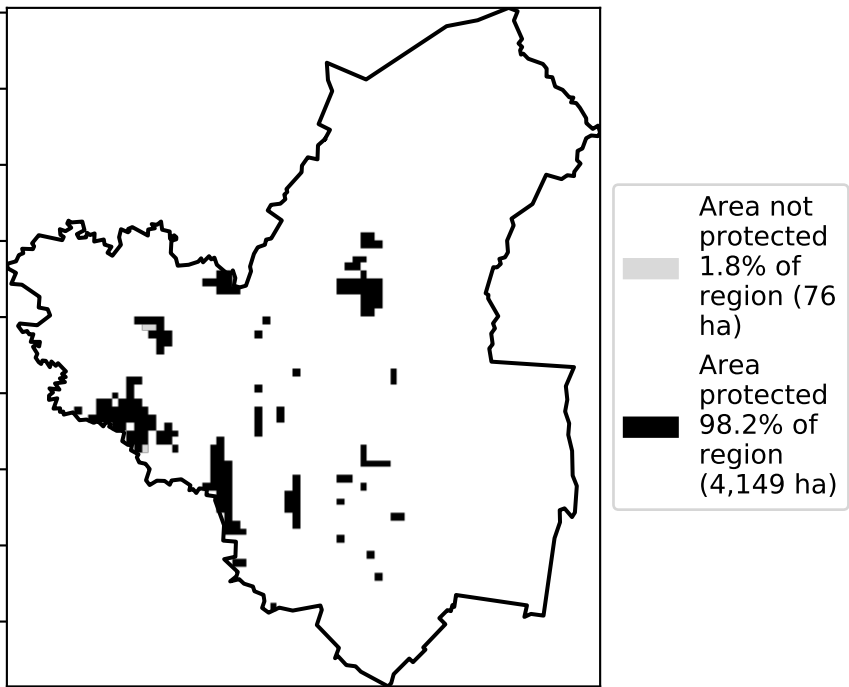 Area not
protected
1.8% of
region (76
ha)
Area
protected
98.2% of
region
(4,149 ha)